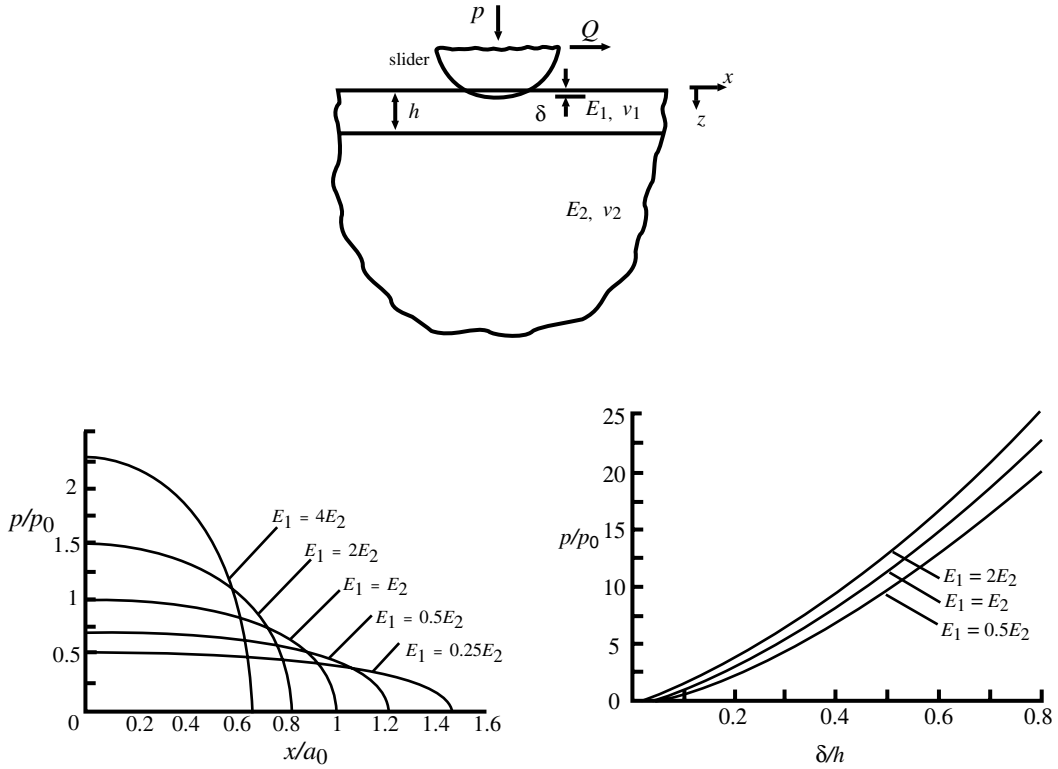 p
Q
slider
x
h
δ
E1, v1
z
E2, v2
p/p0
2
1.5
1
0.5
0
0.2
0.4
0.6
0.8
1
1.2
1.4
1.6
x/a0
E1 = 4E2
E1 = 2E2
E1 = E2
E1 = 0.5E2
E1 = 0.25E2
p/p0
25
20
15
10
5
0
0.2
0.4
0.6
0.8
δ/h
E1 = 2E2
E1 = E2
E1 = 0.5E2